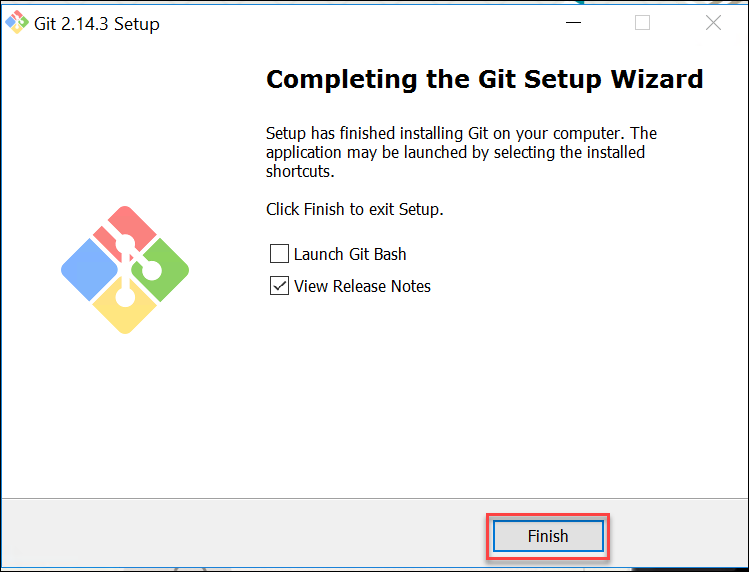 Git 2.14.3 Setup
Completing the Git Setup Wizard
Setup has finished installing Git on your computer. The
application may be launched by selecting the installed
shortcuts.
Click Finish to exit Setup.
Launch Git Bash
View Release Notes
Finish